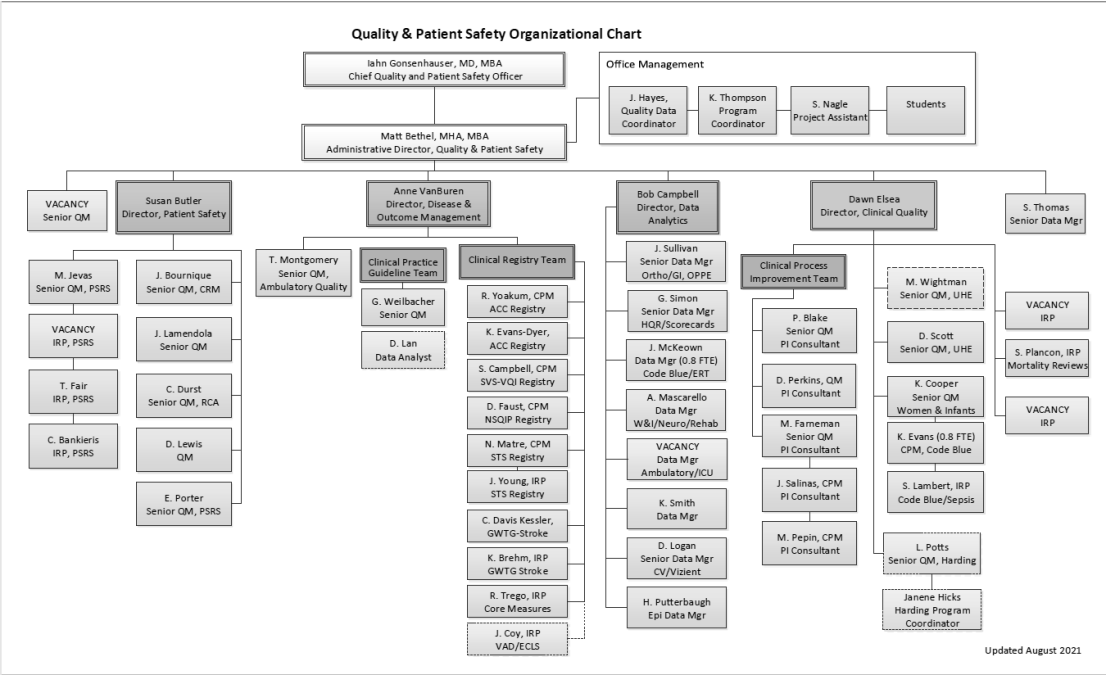 Quality & Patient Safety Organizational Chart
Iahn Gonsenhauser, MD, MBA
Chief Quality and Patient Safety Officer
Office Management
J. Hayes,
Quality Data
Coordinator
K. Thompson
Program
Coordinator
S. Nagle
Project Assistant
Students
Matt Bethel, MHA, MBA
Administrative Director, Quality & Patient Safety
VACANCY
Senior QM
Susan Butler
Director, Patient Safety
Anne VanBuren
Director, Disease &
Outcome Management
Bob Campbell
Director, Data
Analytics
Dawn Elsea
Director, Clinical Quality
S. Thomas
Senior Data Mgr
M. Jevas
Senior QM, PSRS
VACANCY
IRP, PSRS
T. Fair
IRP, PSRS
C. Bankieris
IRP, PSRS
J. Bournique
Senior QM, CRM
J. Lamendola
Senior QM
C. Durst
Senior QM, RCA
D. Lewis
QM
E. Porter
Senior QM, PSRS
T. Montgomery
Senior QM,
Ambulatory Quality
Clinical Practice
Guideline Team
G. Weilbacher
Senior QM
D. Lan
Data Analyst
Clinical Registry Team
R. Yoakum, CPM
ACC Registry
K. Evans-Dyer,
ACC Registry
S. Campbell, CPM
SVS-VQI Registry
D. Faust, CPM
NSQIP Registry
N. Matre, CPM
STS Registry
J. Young, IRP
STS Registry
C. Davis Kessler,
GWTG-Stroke
K. Brehm, IRP
GWTG Stroke
R. Trego, IRP
Core Measures
J. Coy, IRP
VAD/ECLS
J. Sullivan
Senior Data Mgr
Ortho/GI, OPPE
G. Simon
Senior Data Mgr
HQR/Scorecards
J. McKeown
Data Mgr (0.8 FTE)
Code Blue/ERT
A. Mascarello
Data Mgr
W&I/Neuro/Rehab
VACANCY
Data Mgr
Ambulatory/ICU
K. Smith
Data Mgr
D. Logan
Senior Data Mgr
CV/Vizient
H. Putterbaugh
Epi Data Mgr
Clinical Process
Improvement Team
P. Blake
Senior QM
PI Consultant
D. Perkins, QM
PI Consultant
M. Fameman
Senior QM
PI Consultant
J. Salinas, CPM
PI Consultant
M. Pepin, CPM
PI Consultant
M. Wightman
Senior QM, UHE
D. Scott
Senior QM, UHE
K. Cooper
Senior QM
Women & Infants
K. Evans (0.8 FTE)
CPM, Code Blue
S. Lambert, IRP
Code Blue/Sepsis
L. Potts
Senior QM, Harding
Janene Hicks
Harding Program
Coordinator
VACANCY
IRP
S. Plancon, IRP
Mortality Reviews
VACANCY
IRP
Updated August 2021